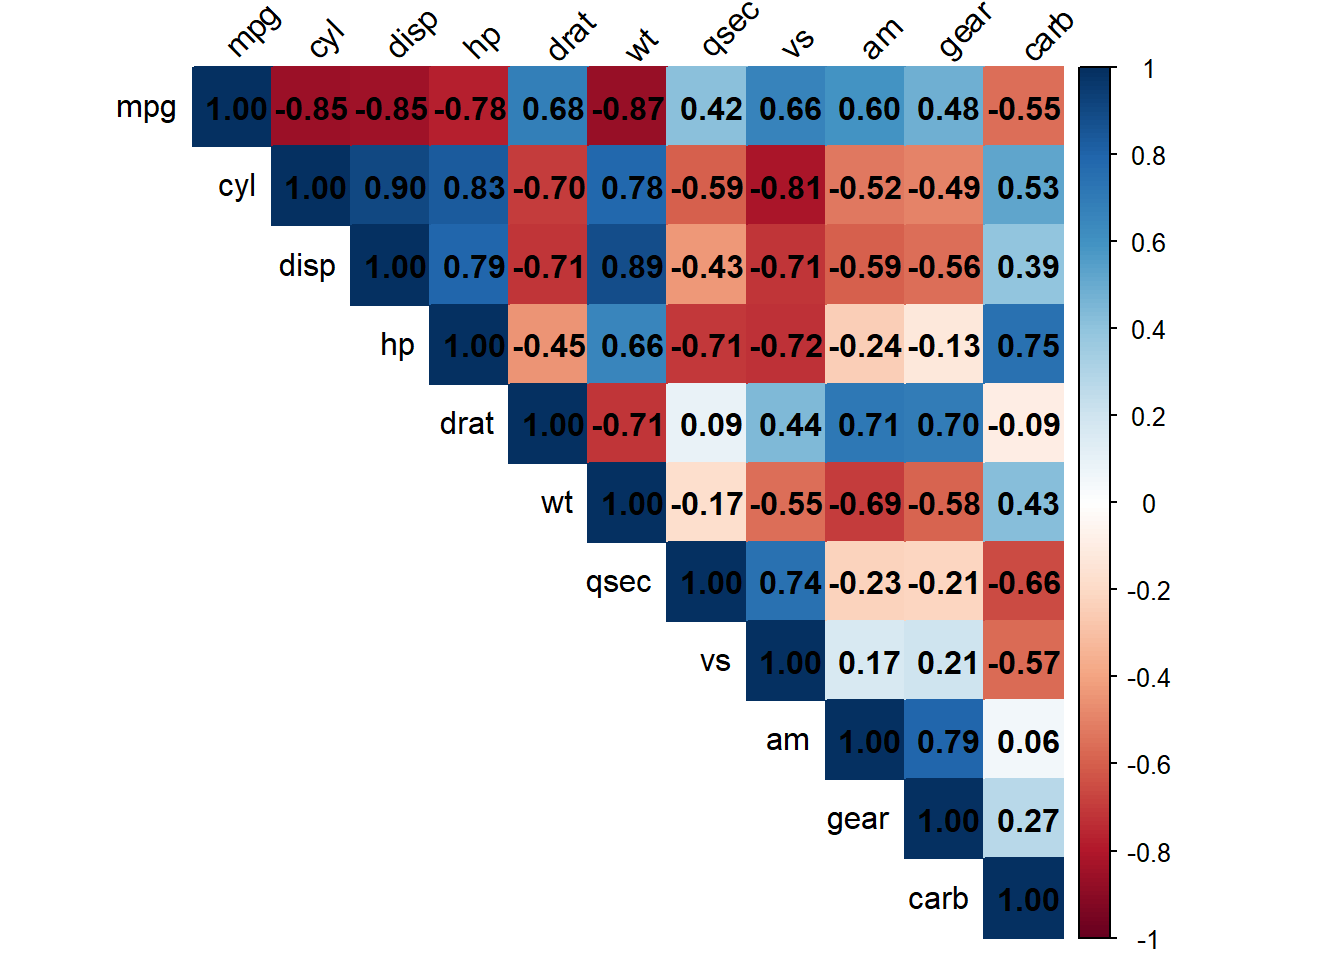 mpg cyl disp hp drat wt qsec vs am gear carb
mpg 1.00 -0.85 -0.85 -0.78 0.68 -0.87 0.42 0.66 0.60 0.48 -0.55
cyl 1.00 0.90 0.83 -0.70 0.78 -0.59 -0.81 -0.52 -0.49 0.53
disp 1.00 0.79 -0.71 0.89 -0.43 -0.71 -0.59 -0.56 0.39
hp 1.00 -0.45 0.66 -0.71 -0.72 -0.24 -0.13 0.75
drat 1.00 -0.71 0.09 0.44 0.71 0.70 -0.09
wt 1.00 -0.17 -0.55 -0.69 -0.58 0.43
qsec 1.00 0.74 -0.23 -0.21 -0.66
vs 1.00 0.17 0.21 -0.57
am 1.00 0.79 0.06
gear 1.00 0.27
carb 1.00
1
0.8
0.6
0.4
0.2
0
-0.2
-0.4
-0.6
-0.8
-1